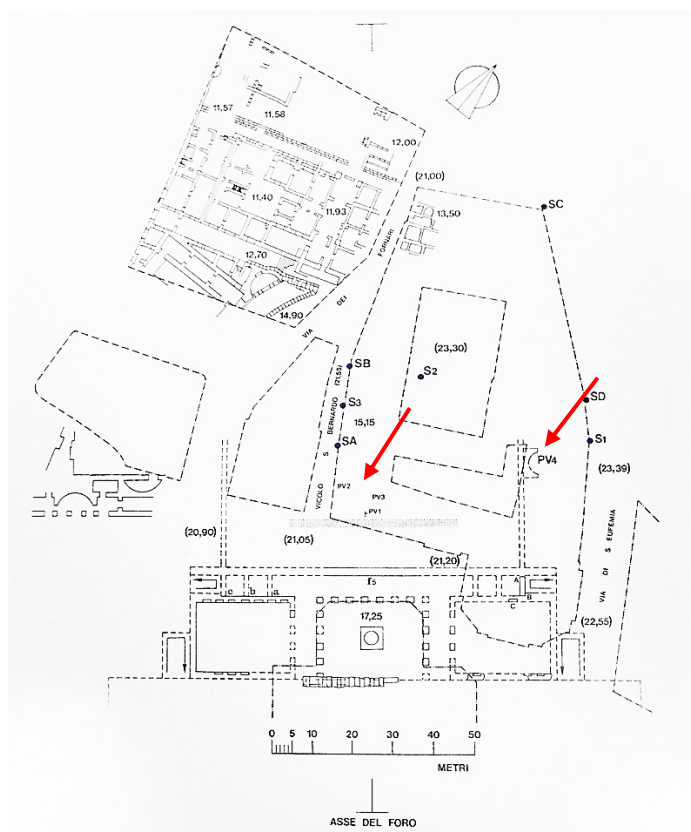 11,57
11,58
12,00
11,40
11,93
12,70
14,90
(21,00)
13,50
SC
VIA DEI FORNARI
SB
(21,55)
S2
(23,30)
S3
15,15
SA
VICOLO S BERNARDO
SD
S1
(23,39)
PV4
PV2
PV3
PV1
VIA DI S EUFEMIA
(20,90)
(21,05)
(21,20)
(22,55)
c
b
a
f5
A
B
C
17,25
0 5 10 20 30 40 50
METRI
ASSE DEL FORO